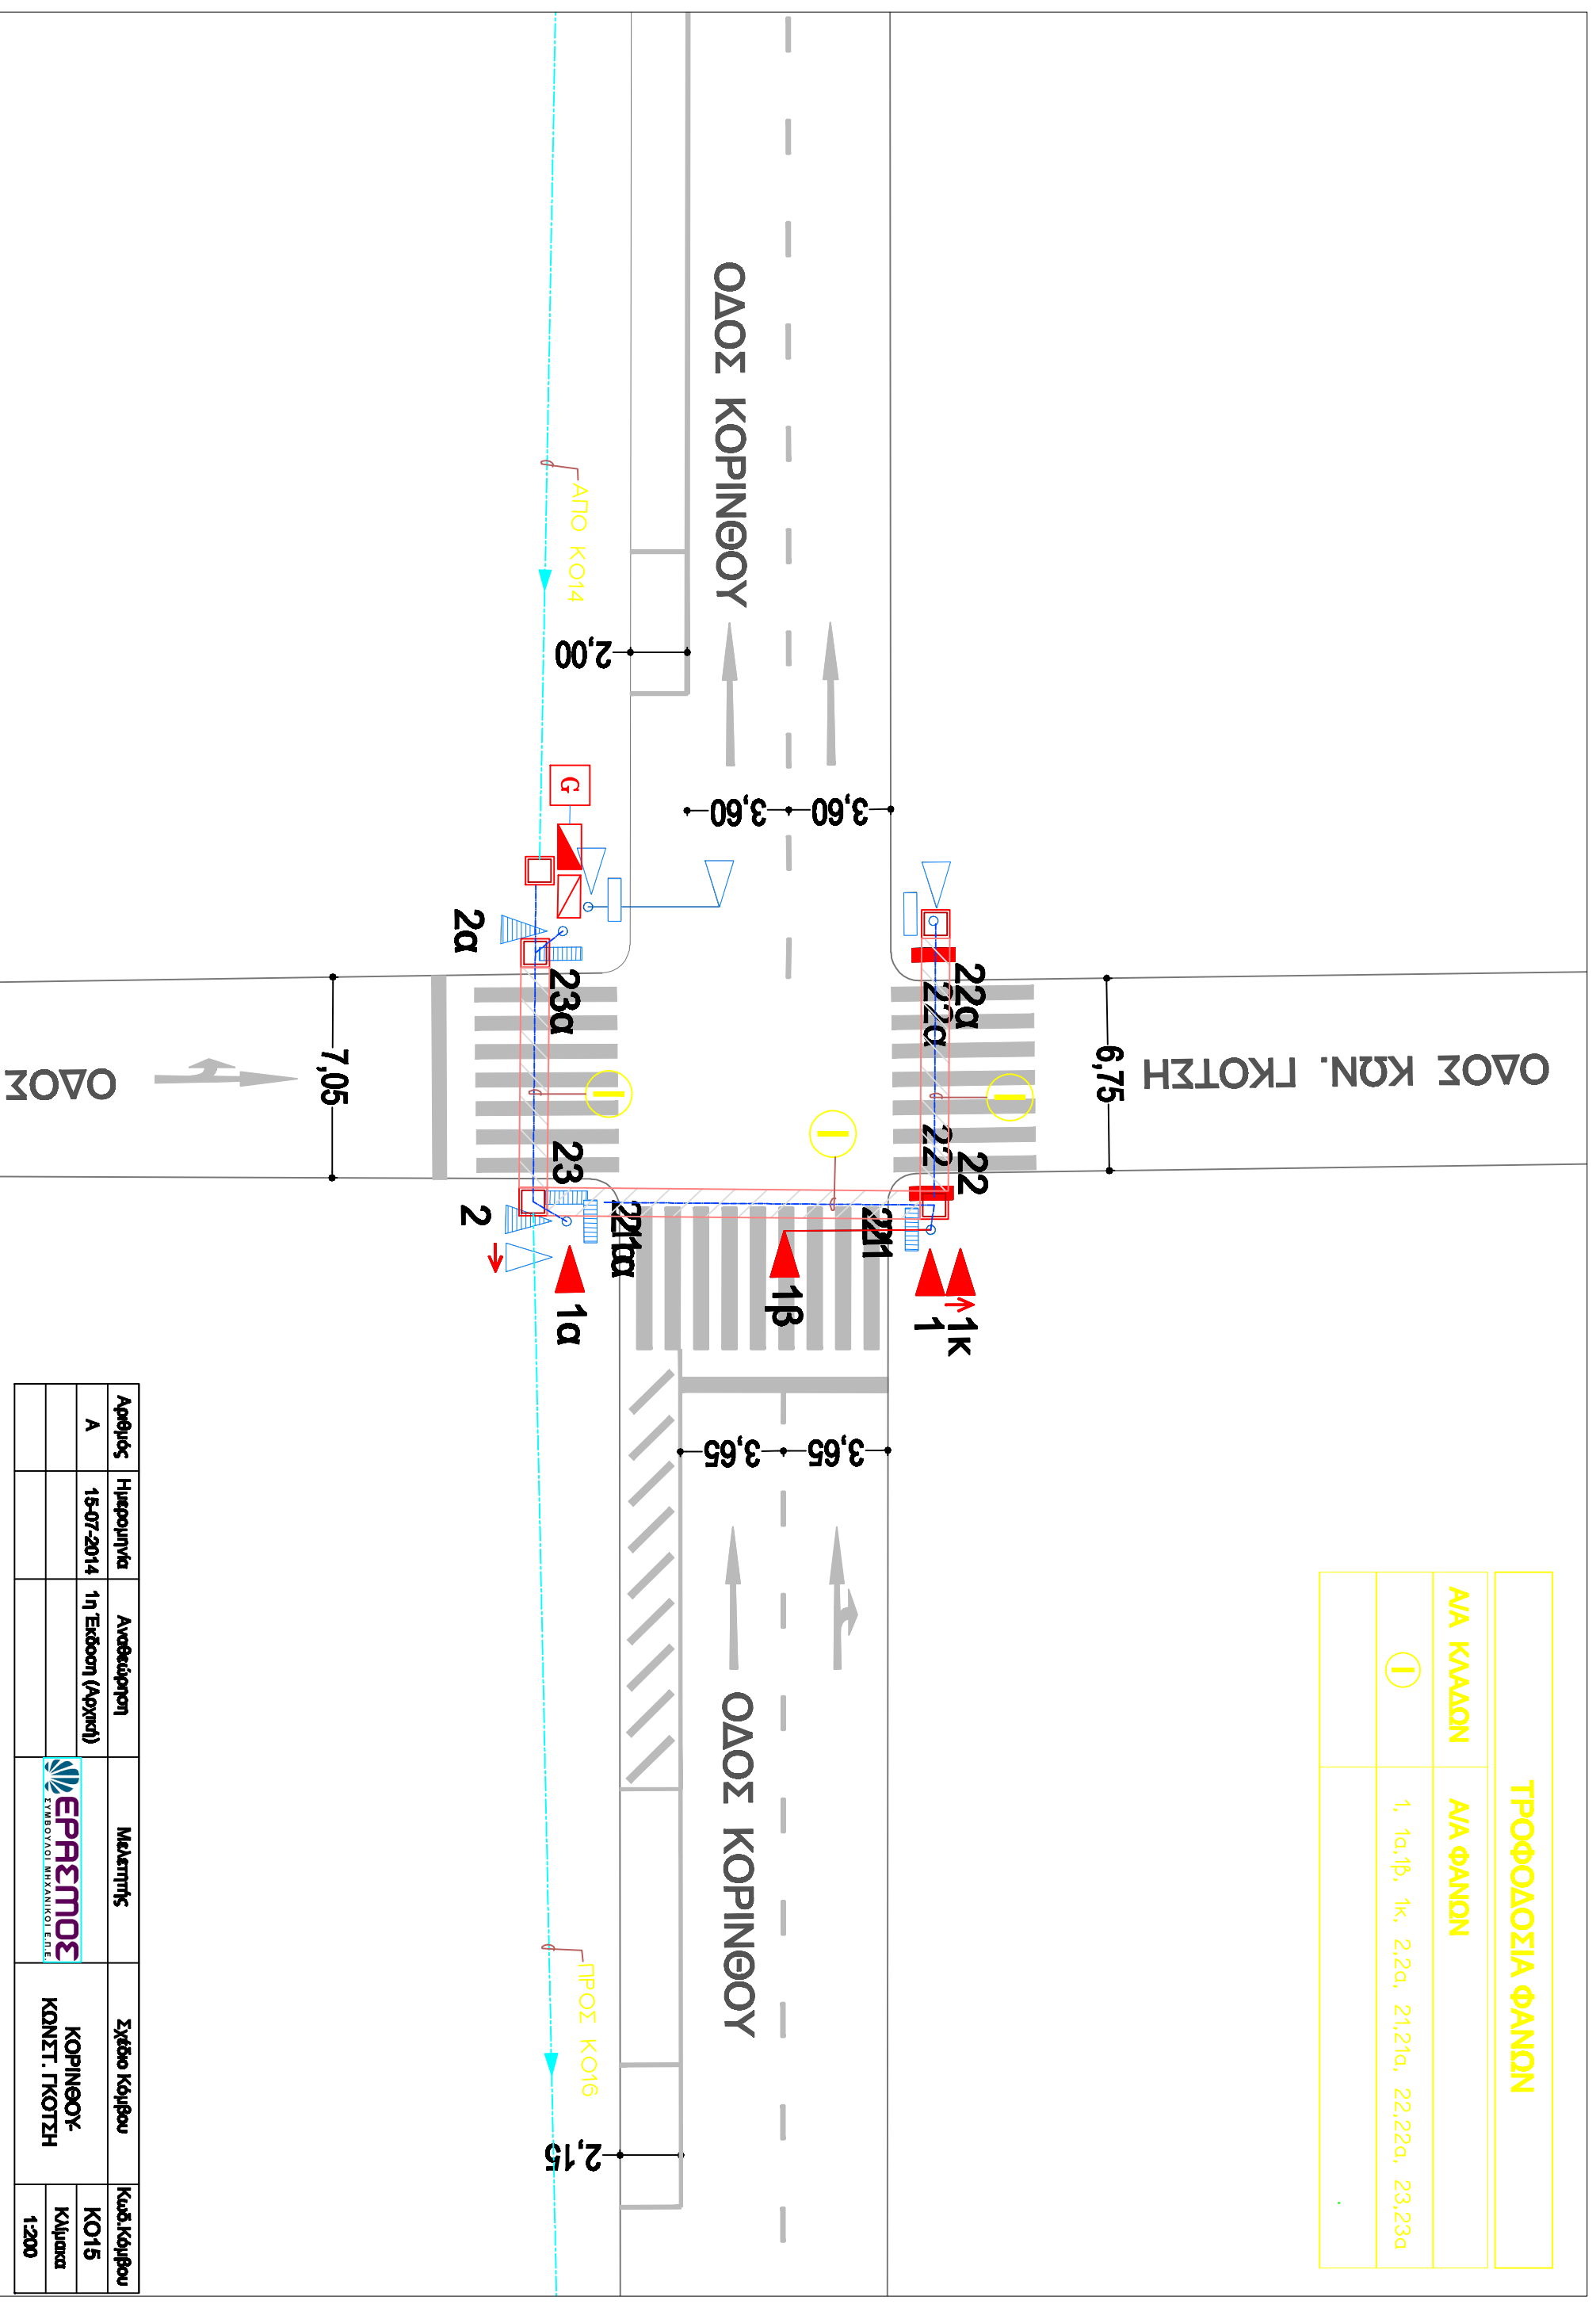 ΤΡΟΦΟΔΟΣΙΑ ΦΑΝΩΝ
Α/Α ΚΛΑΔΩΝ
Α/Α ΦΑΝΩΝ
I
1, 1α,1β, 1κ, 2,2α, 21,21α, 22,22α, 23,23α
ΟΔΟΣ ΚΩΝ. ΓΚΟΤΣΗ
6,75
I
22α
22α
22
22
1κ
1
21
1β
I
3,60
3,60
3,65
3,65
ΟΔΟΣ ΚΟΡΙΝΘΟΥ
ΟΔΟΣ ΚΟΡΙΝΘΟΥ
2,00
2,15
ΑΠΟ ΚΟ14
ΠΡΟΣ ΚΟ16
G
I
23α
23
21α
1α
2α
2
7,05
ΟΔΟΣ
Αριθμός
Ημερομηνία
Αναθεώρηση
Μελετητής
Σχέδιο Κόμβου
Κωδ.Κόμβου
Α
15-07-2014
1η Έκδοση (Αρχική)
ΕΡΑΣΜΟΣ
ΣΥΜΒΟΥΛΟΙ ΜΗΧΑΝΙΚΟΙ Ε.Π.Ε.
ΚΟΡΙΝΘΟΥ-
ΚΩΝΣΤ. ΓΚΟΤΣΗ
ΚΟ15
Κλίμακα
1:200